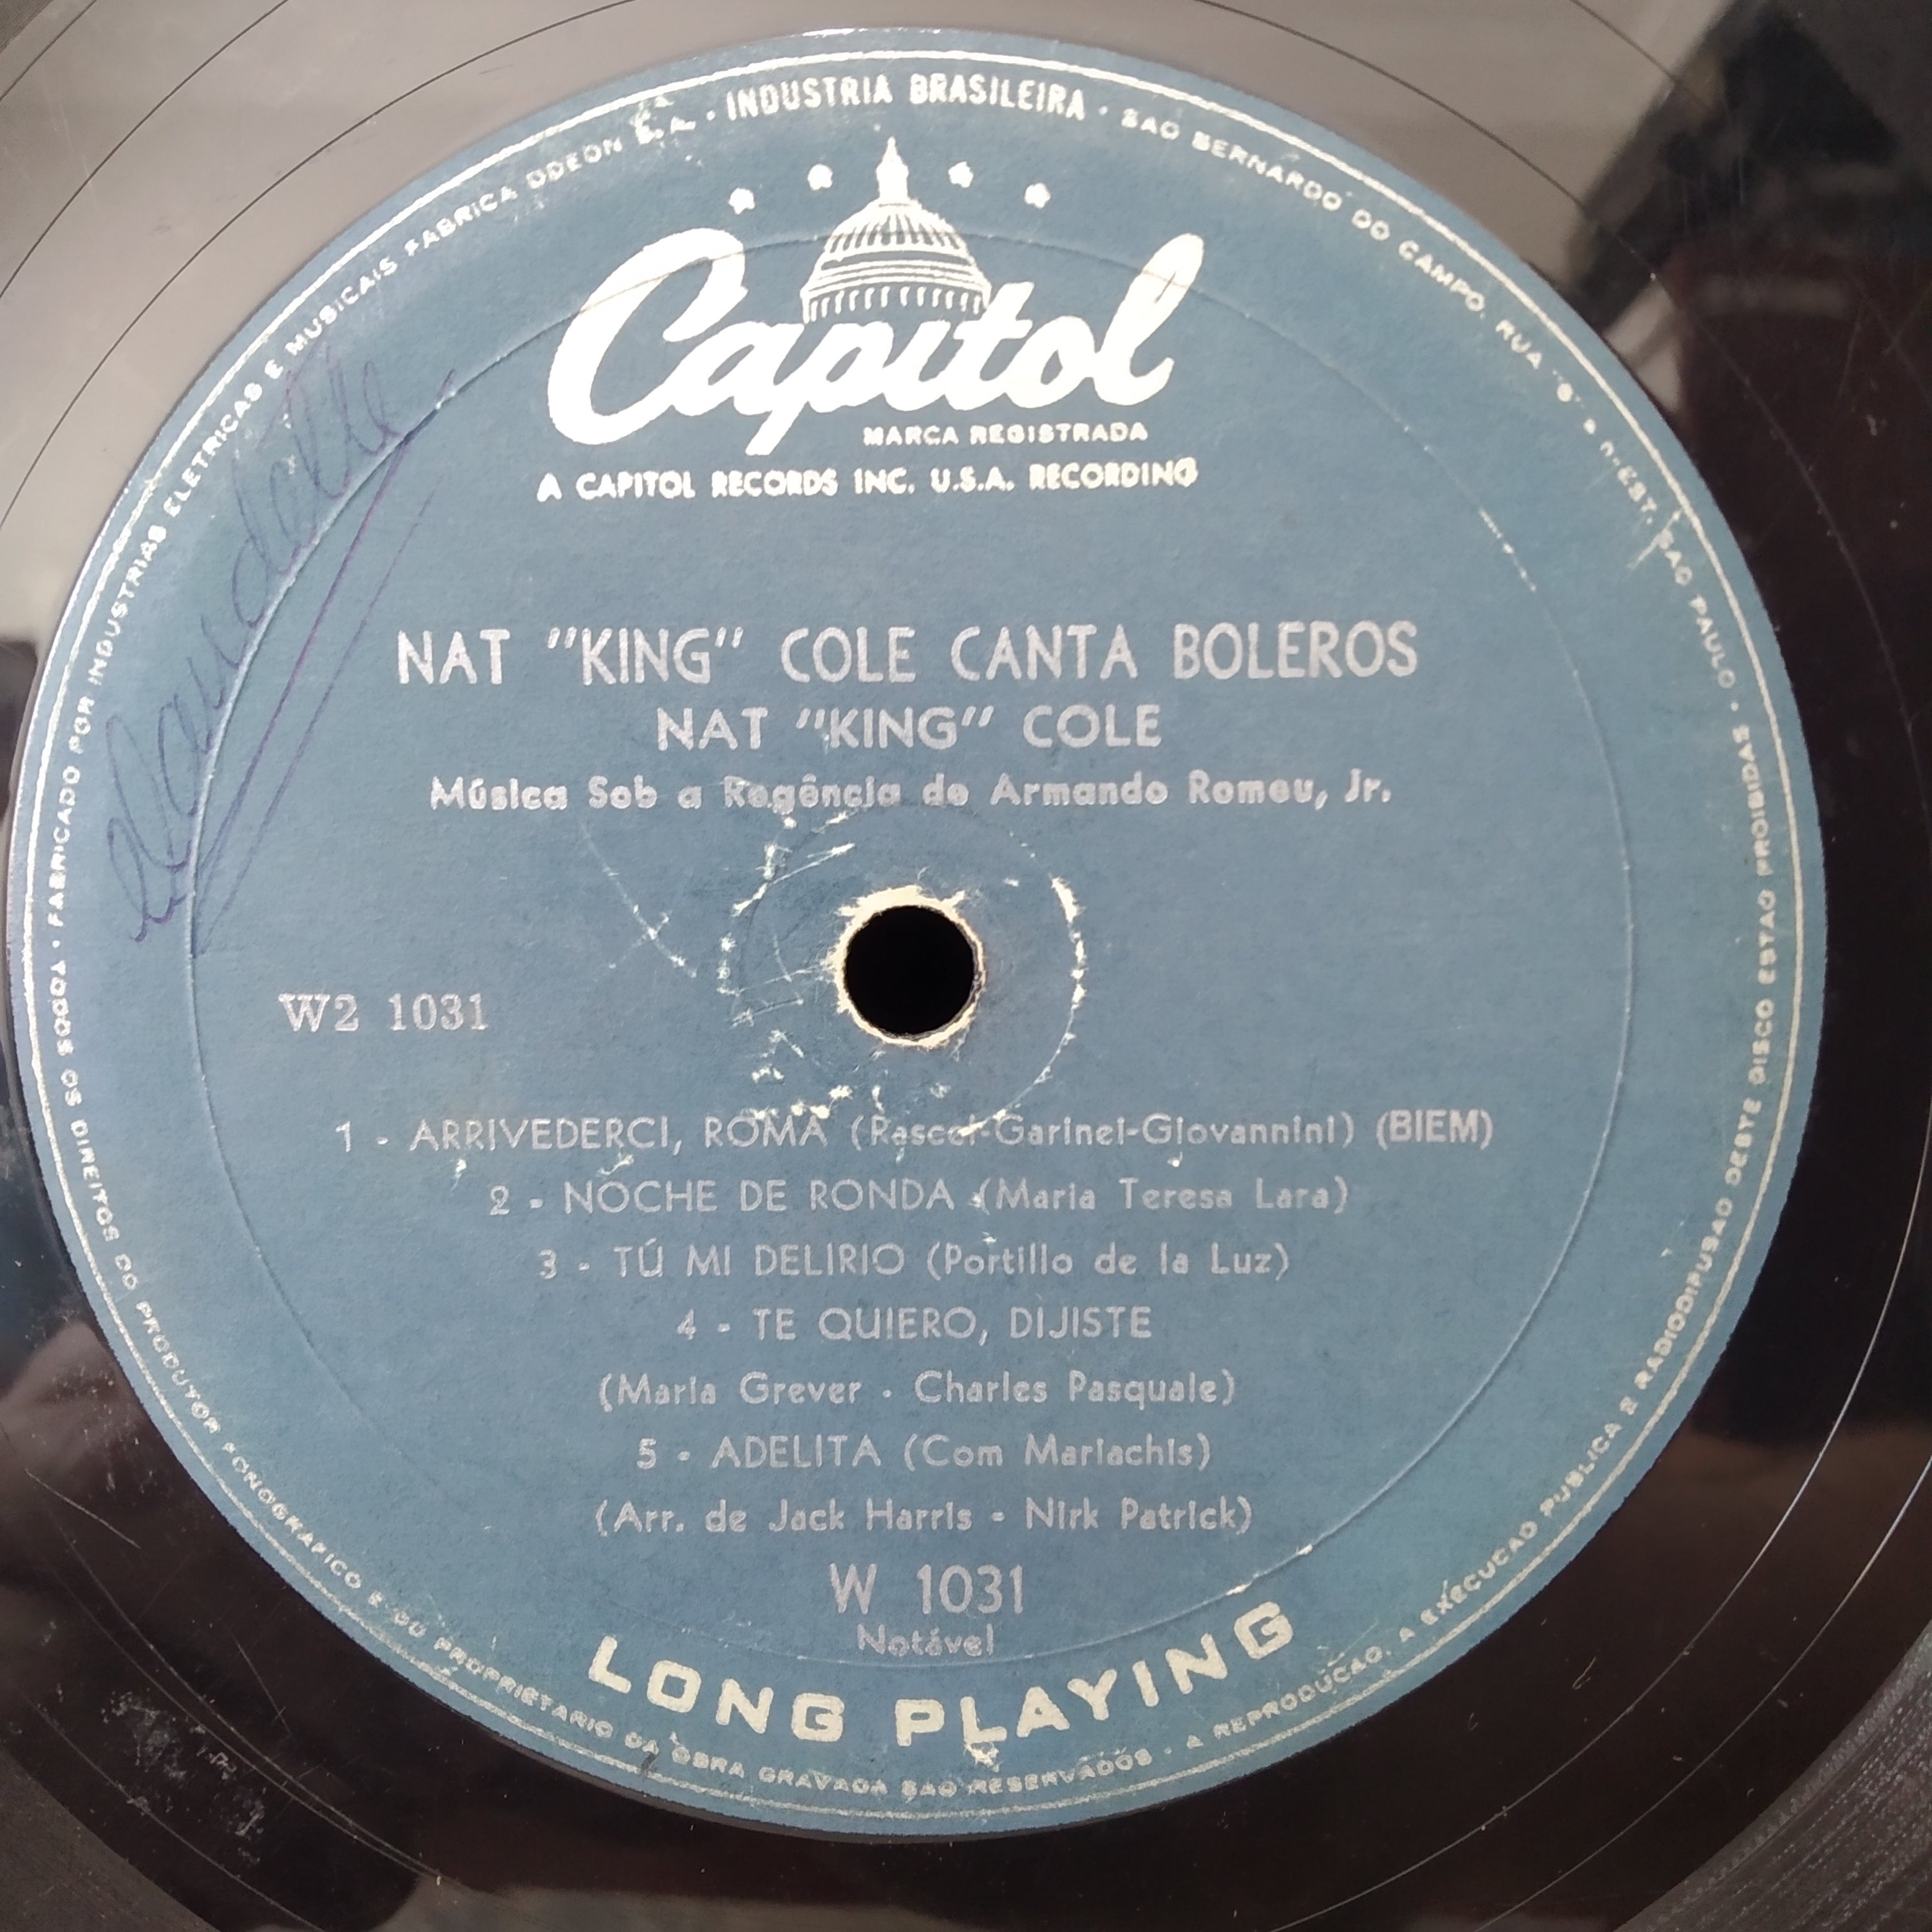 TODOS OS DIREITOS DO PRODUTOR FONOGRAFICO E DO PROPRIETARIO DA OBRA GRAVADA SAO RESERVADOS · A REPRODUCAO, A EXECUCAO PUBLICA E RADIODIFUSAO DESTE DISCO ESTAO PROIBIDAS · FABRICADO POR INDUSTRIAS ELETRICAS E MUSICAIS FABRICA ODEON S.A. · INDUSTRIA BRASILEIRA · SAO BERNARDO DO CAMPO. RUA
EST. SAO PAULO ·
Capitol
MARCA REGISTRADA
A CAPITOL RECORDS INC. U.S.A. RECORDING
NAT "KING" COLE CANTA BOLEROS
NAT "KING" COLE
Música Sob a Regência de Armando Romeu, Jr.
W2 1031
1 - ARRIVEDERCI, ROMA (Rascel-Garinei-Giovannini) (BIEM)
2 - NOCHE DE RONDA (Maria Teresa Lara)
3 - TÚ MI DELIRIO (Portillo de la Luz)
4 - TE QUIERO, DIJISTE
(Maria Grever - Charles Pasquale)
5 - ADELITA (Com Mariachis)
(Arr. de Jack Harris - Nirk Patrick)
W 1031
Notável
LONG PLAYING